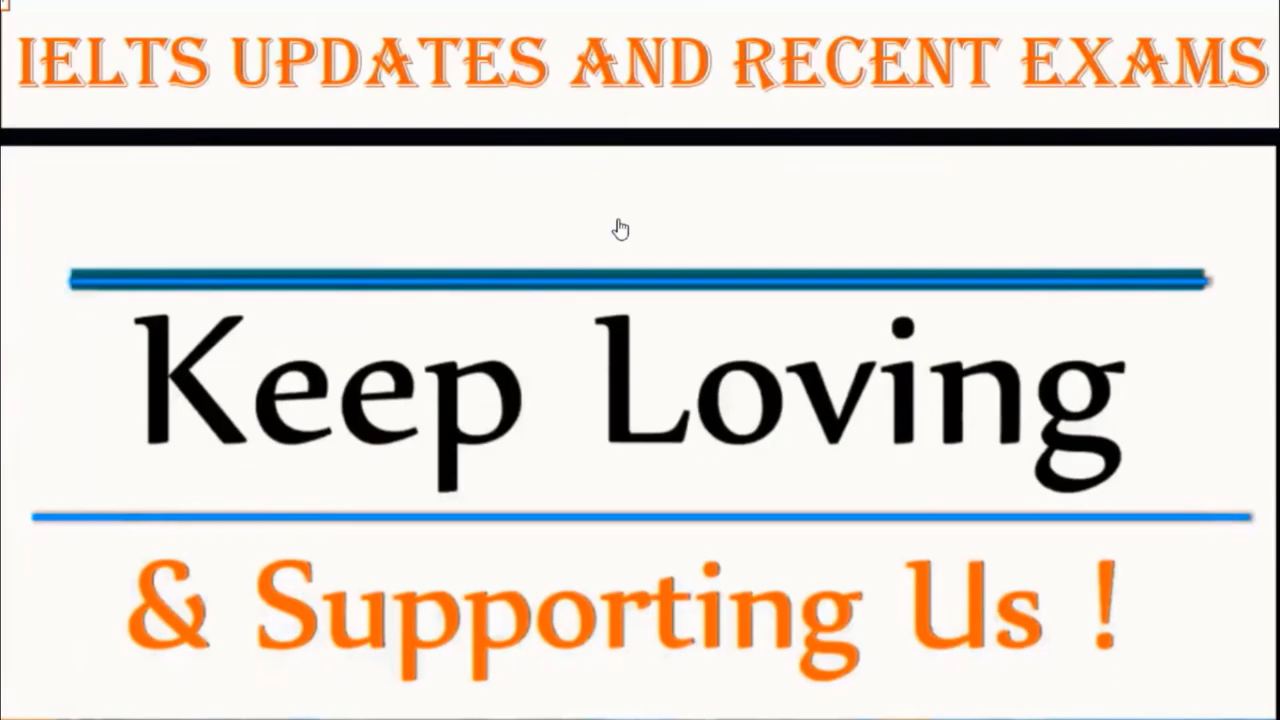 IELTS UPDATES AND RECENT EXAMS
Keep Loving
& Supporting Us !